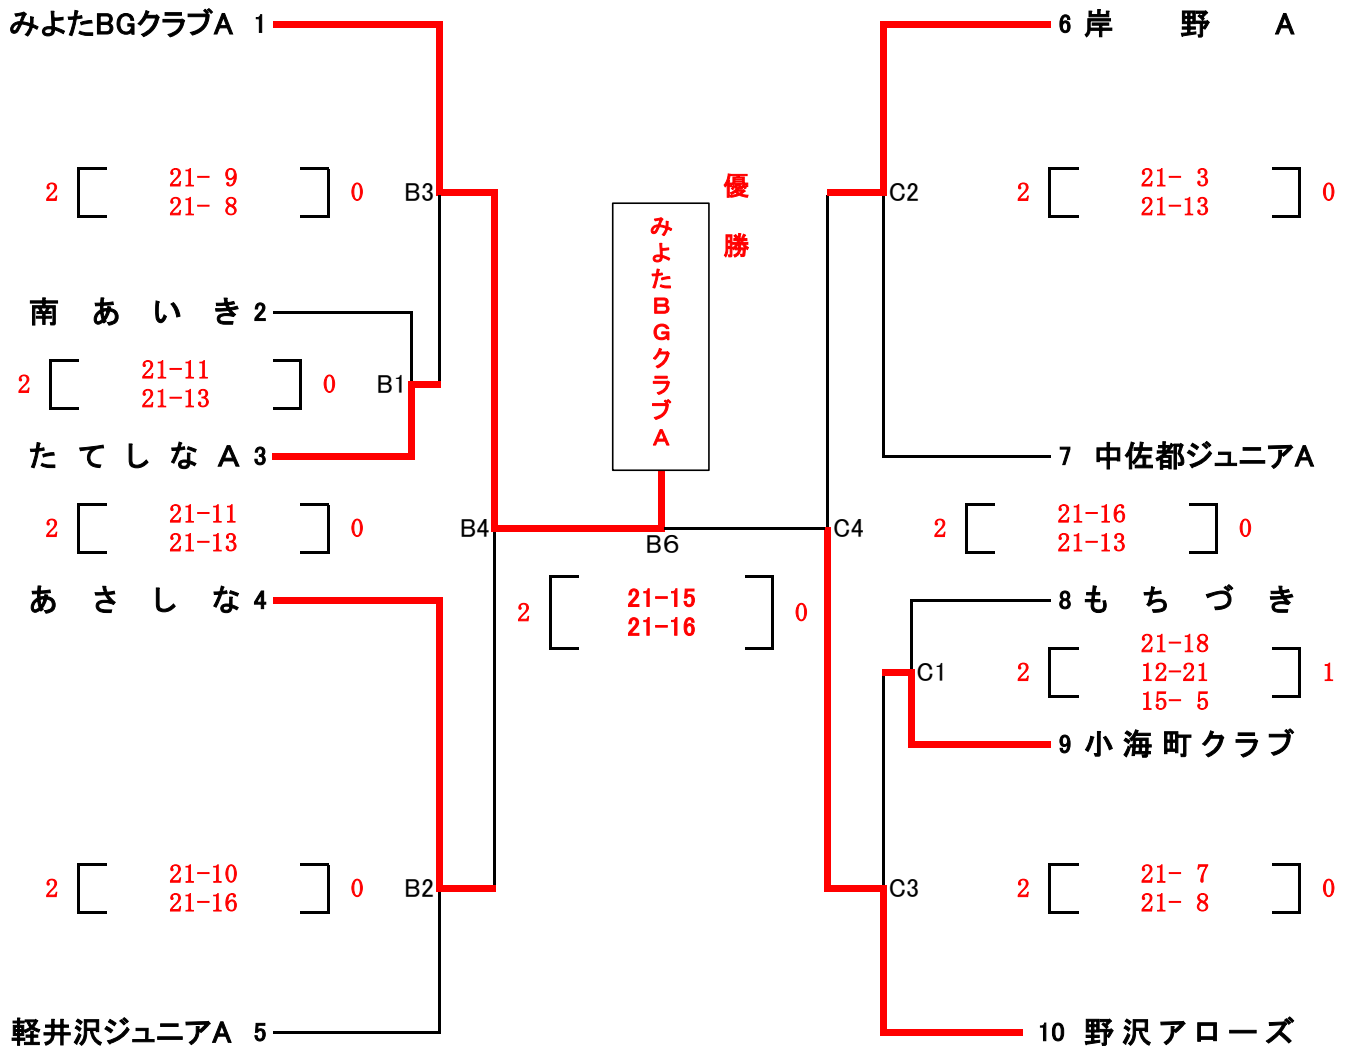 みよたBGクラブA 1
6 岸 野 A
優勝
みよたBGクラブA
2 21- 9 0 B3
21- 8
C2 2 21- 3 0
21-13
南 あ い き 2
2 21-11 0 B1
21-13
た て し な A 3
7 中佐都ジュニアA
2 21-11 0 B4
21-13
B6
C4
2 21-16 0
21-13
あ さ し な 4
2 21-15 0
21-16
8 も ち づ き
C1 2 21-18 1
12-21
15- 5
9 小 海 町 ク ラ ブ
2 21-10 0 B2
21-16
C3 2 21- 7 0
21- 8
軽井沢ジュニアA 5
10 野 沢 ア ロ ー ズ